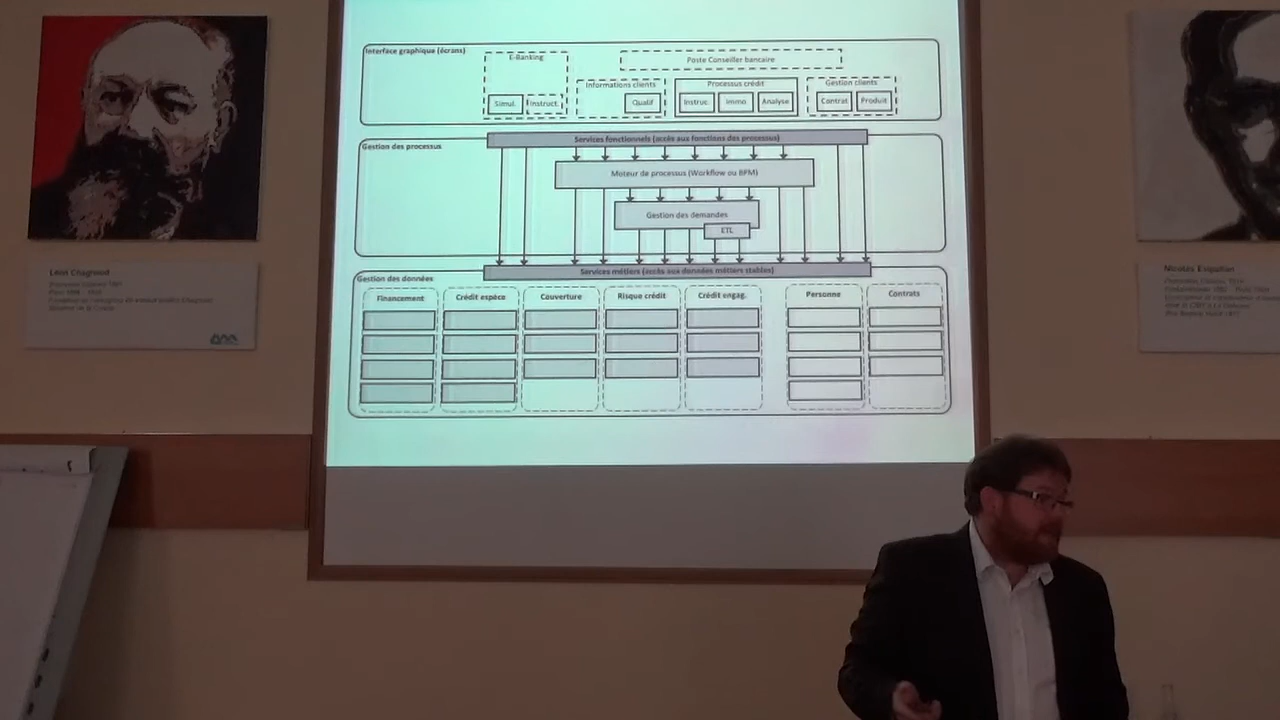 Interface graphique (écrans)
E-Banking
Poste Conseiller bancaire
Informations clients
Processus crédit
Gestion clients
Simul.
Instruct.
Qualif
Instruc.
Immo
Analyse
Contrat
Produit
Services fonctionnels (accès aux fonctions des processus)
Gestion des processus
Moteur de processus (Workflow ou BPM)
Gestion des demandes
ETL
Services métiers (accès aux données métiers stables)
Gestion des données
Financement
Crédit espèce
Couverture
Risque crédit
Crédit engag.
Personne
Contrats
Léon Chagnaud